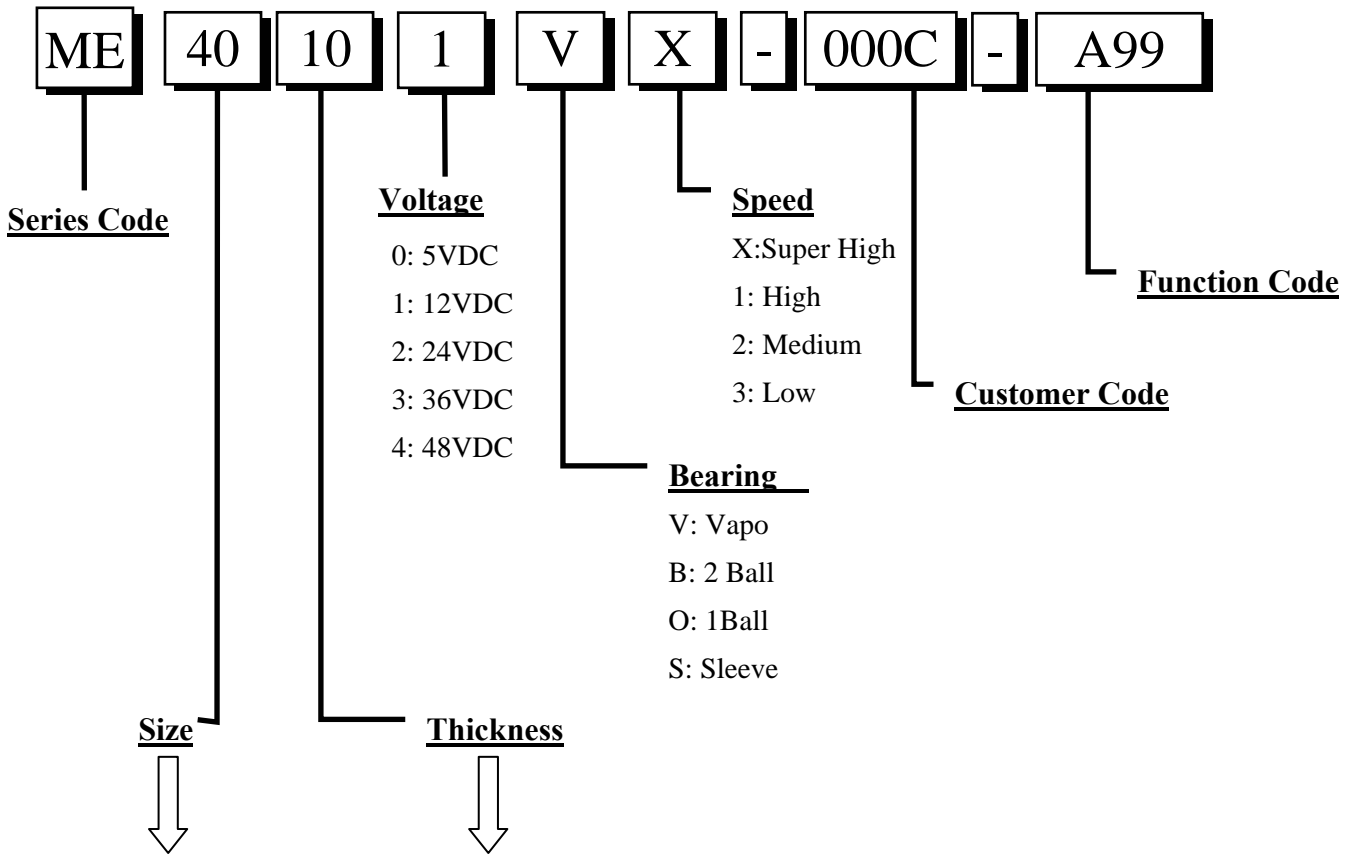 ME 40 10 1 V X - 000C - A99
Series Code
Voltage
0: 5VDC
1: 12VDC
2: 24VDC
3: 36VDC
4: 48VDC
Speed
X:Super High
1: High
2: Medium
3: Low
Function Code
Customer Code
Bearing
V: Vapo
B: 2 Ball
O: 1Ball
S: Sleeve
Size
Thickness